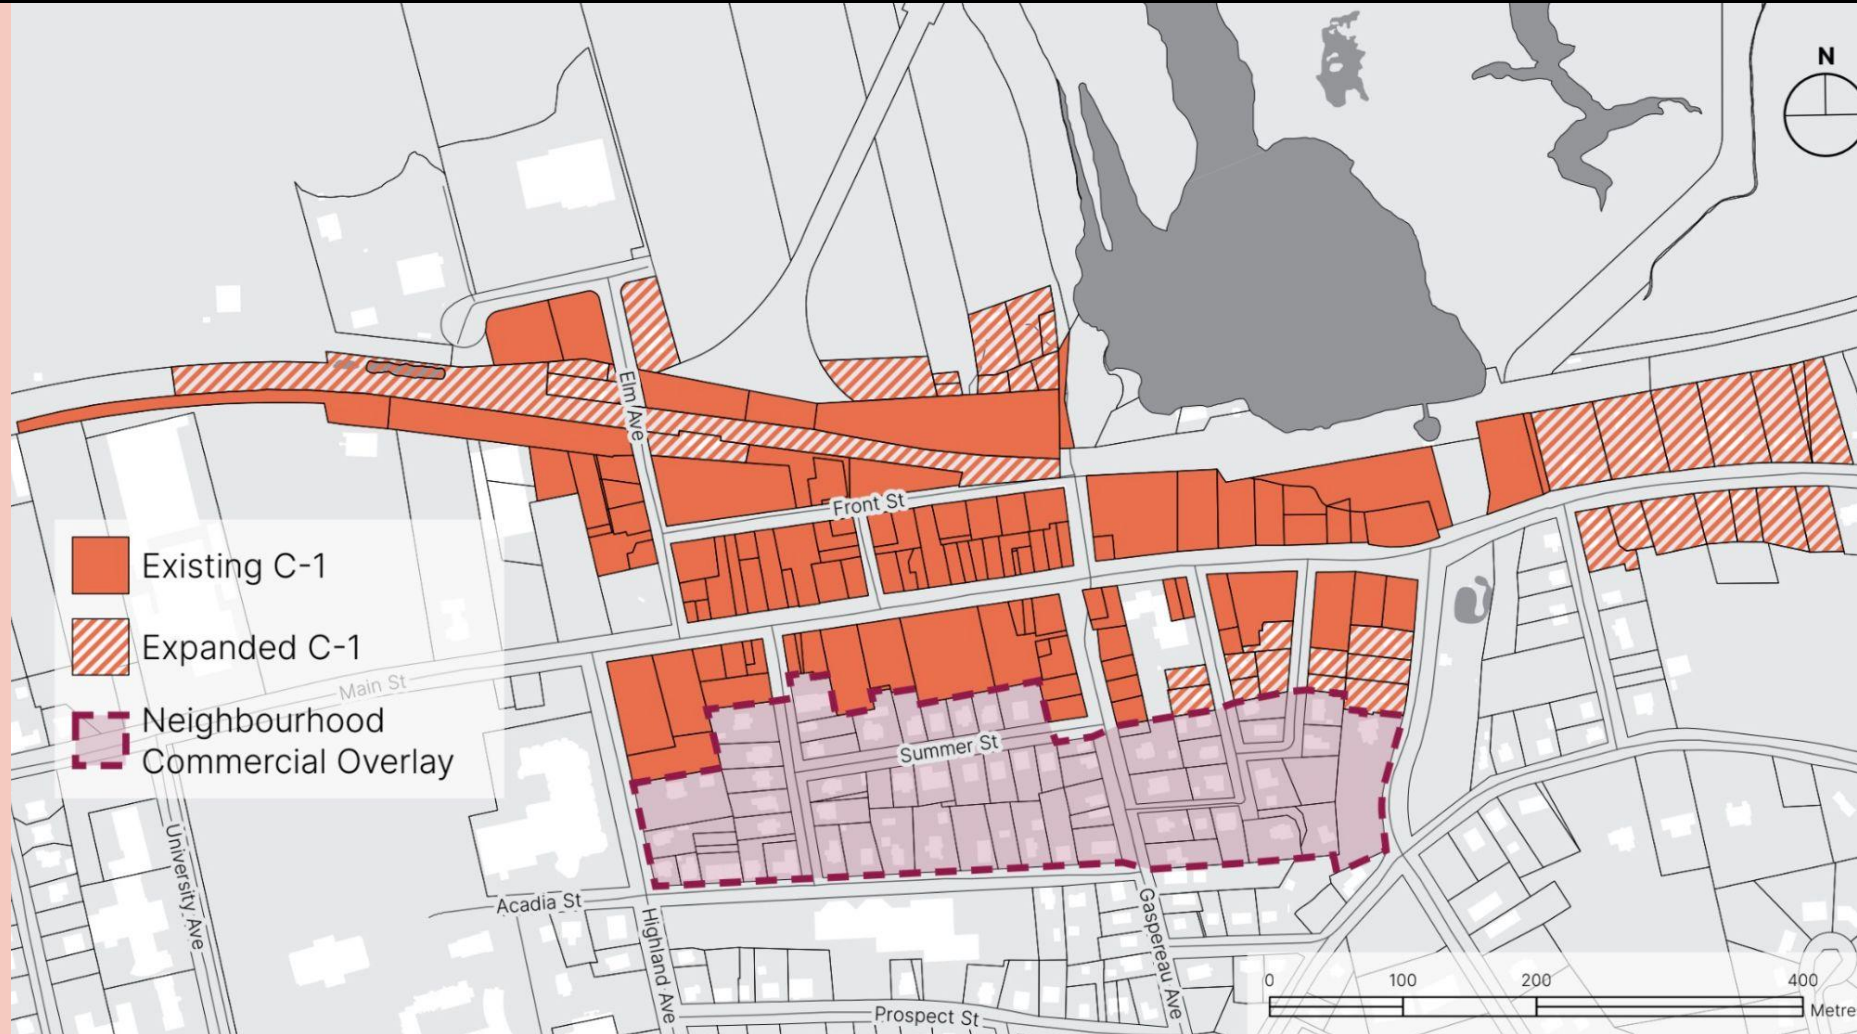 N
Elm Ave
Front St
Existing C-1
Expanded C-1
Main St
Neighbourhood
Commercial Overlay
Summer St
University Ave
Acadia St
Highland Ave
Gaspereau Ave
Prospect St
0 100 200 400
Metre